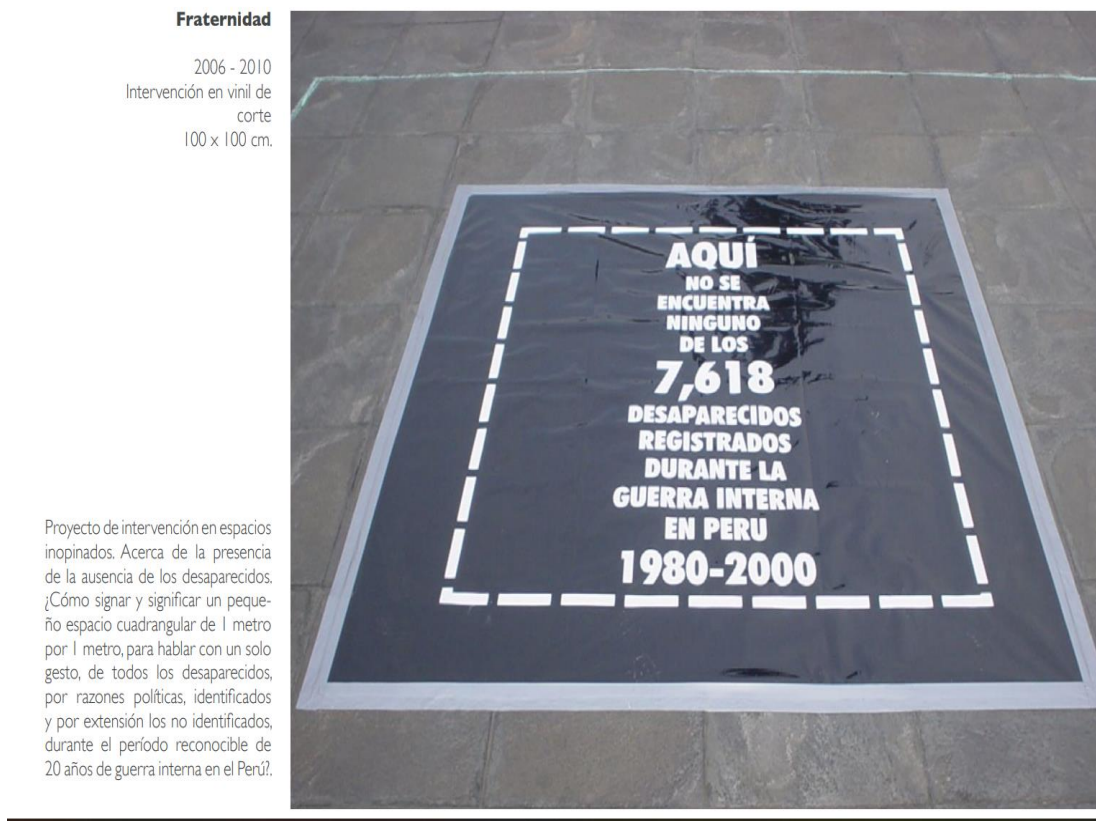 Fraternidad
2006 - 2010
Intervención en vinil de
corte
100 x 100 cm.
Proyecto de intervención en espacios
inopinados. Acerca de la presencia
de la ausencia de los desaparecidos.
¿Cómo signar y significar un peque-
ño espacio cuadrangular de 1 metro
por 1 metro, para hablar con un solo
gesto, de todos los desaparecidos,
por razones políticas, identificados
y por extensión los no identificados,
durante el período reconocible de
20 años de guerra interna en el Perú?.
AQUÍ
NO SE
ENCUENTRA
NINGUNO
DE LOS
7,618
DESAPARECIDOS
REGISTRADOS
DURANTE LA
GUERRA INTERNA
EN PERU
1980-2000